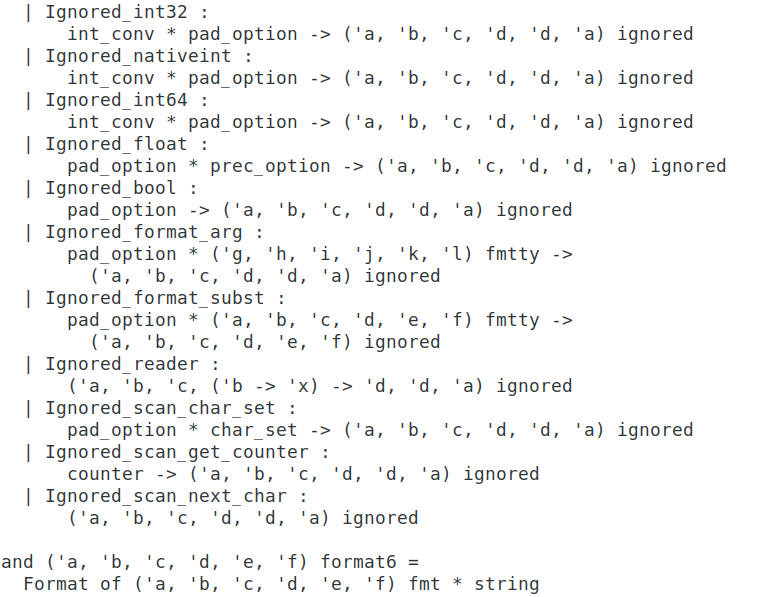 | Ignored_int32 :
      int_conv * pad_option -> ('a, 'b, 'c, 'd, 'd, 'a) ignored
  | Ignored_nativeint :
      int_conv * pad_option -> ('a, 'b, 'c, 'd, 'd, 'a) ignored
  | Ignored_int64 :
      int_conv * pad_option -> ('a, 'b, 'c, 'd, 'd, 'a) ignored
  | Ignored_float :
      pad_option * prec_option -> ('a, 'b, 'c, 'd, 'd, 'a) ignored
  | Ignored_bool :
      pad_option -> ('a, 'b, 'c, 'd, 'd, 'a) ignored
  | Ignored_format_arg :
      pad_option * ('g, 'h, 'i, 'j, 'k, 'l) fmtty ->
        ('a, 'b, 'c, 'd, 'd, 'a) ignored
  | Ignored_format_subst :
      pad_option * ('a, 'b, 'c, 'd, 'e, 'f) fmtty ->
        ('a, 'b, 'c, 'd, 'e, 'f) ignored
  | Ignored_reader :
      ('a, 'b, 'c, ('b -> 'x) -> 'd, 'd, 'a) ignored
  | Ignored_scan_char_set :
      pad_option * char_set -> ('a, 'b, 'c, 'd, 'd, 'a) ignored
  | Ignored_scan_get_counter :
      counter -> ('a, 'b, 'c, 'd, 'd, 'a) ignored
  | Ignored_scan_next_char :
      ('a, 'b, 'c, 'd, 'd, 'a) ignored

and ('a, 'b, 'c, 'd, 'e, 'f) format6 =
  Format of ('a, 'b, 'c, 'd, 'e, 'f) fmt * string